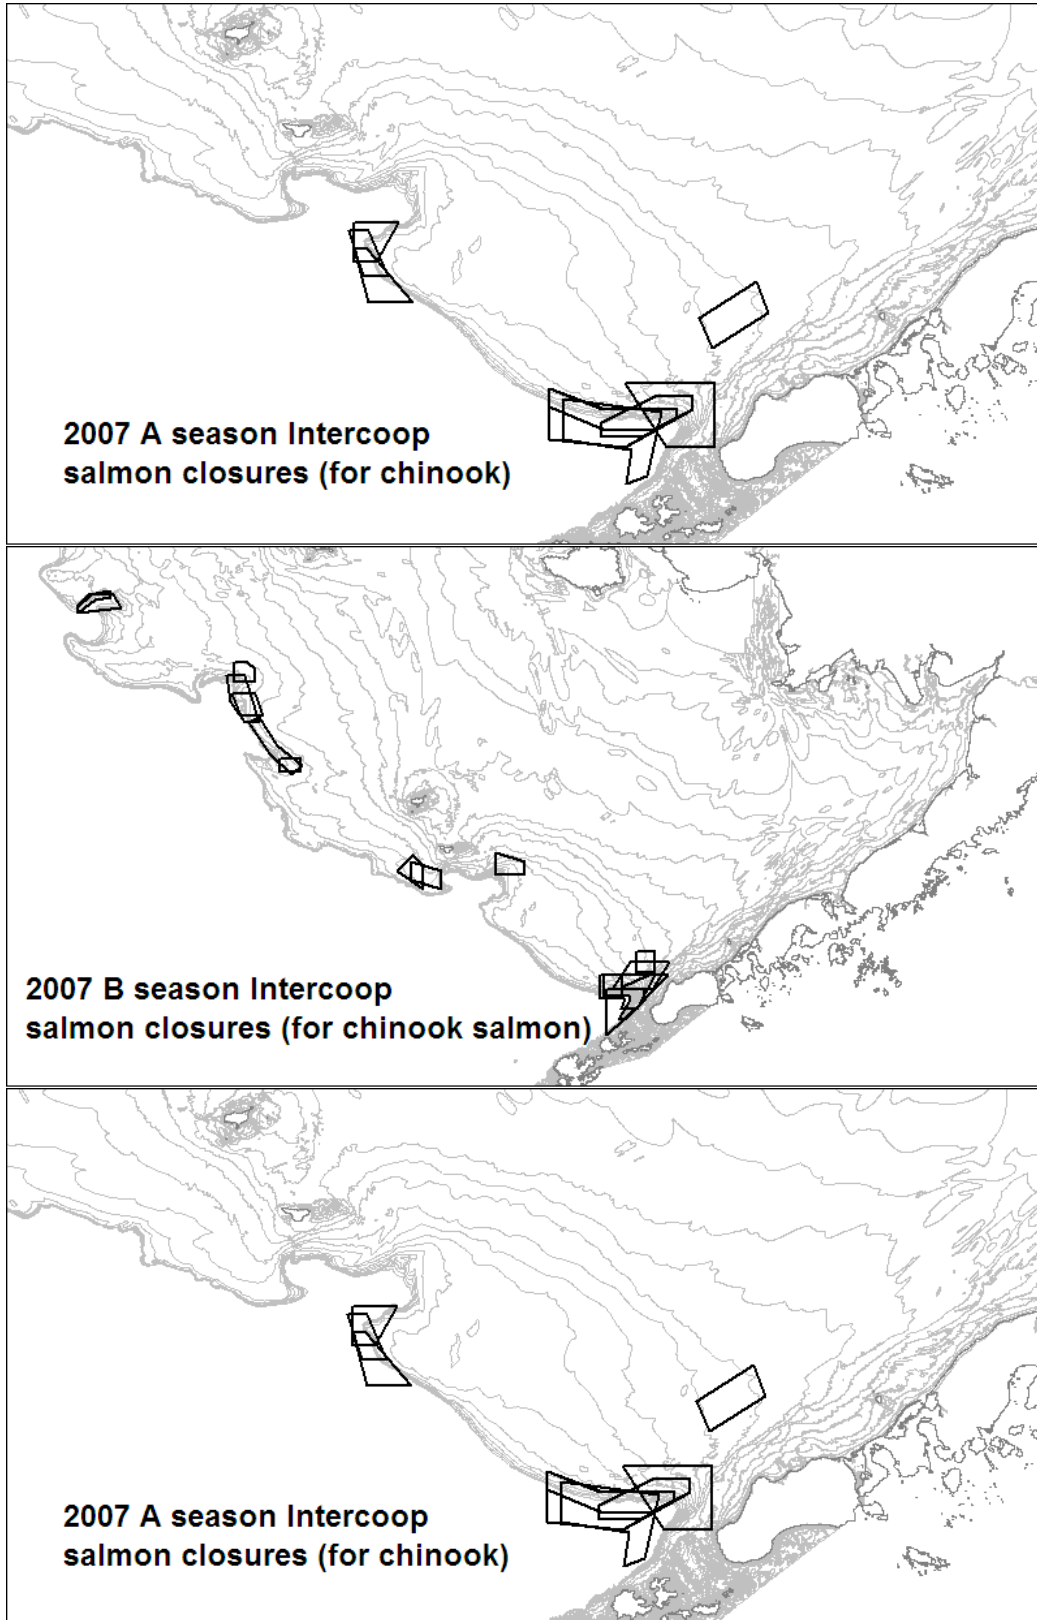 2007 A season Intercoop
salmon closures (for chinook)
2007 B season Intercoop
salmon closures (for chinook salmon)
2007 A season Intercoop
salmon closures (for chinook)